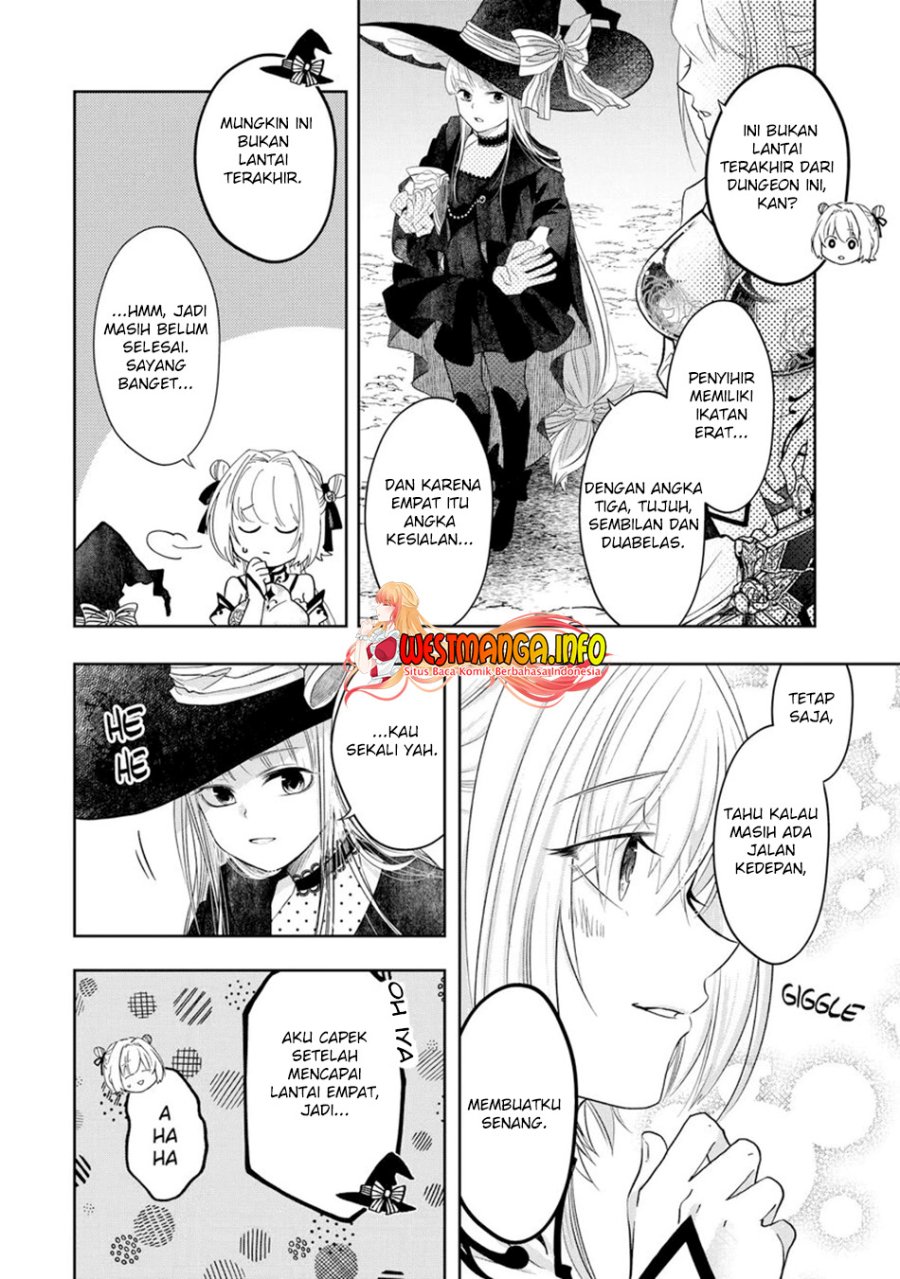 INI BUKAN
LANTAI
TERAKHIR DARI
DUNGEON INI,
KAN?
PENYIHIR
MEMILIKI
IKATAN
ERAT...
DENGAN ANGKA
TIGA, TUJUH,
SEMBILAN DAN
DUABELAS.
DAN KARENA
EMPAT ITU
ANGKA
KESIALAN...
MUNGKIN INI
BUKAN
LANTAI
TERAKHIR.
...HMM, JADI
MASIH BELUM
SELESAI.
SAYANG
BANGET...
WESTMANGA.INFO
Situs Baca Komik Berbahasa Indonesia
TETAP
SAJA,
TAHU KALAU
MASIH ADA
JALAN
KEDEPAN,
GIGGLE
MEMBUATKU
SENANG.
...KAU
SEKALI YAH.
HE
HE
OH IYA
AKU CAPEK
SETELAH
MENCAPAI
LANTAI EMPAT,
JADI...
A
HA
HA